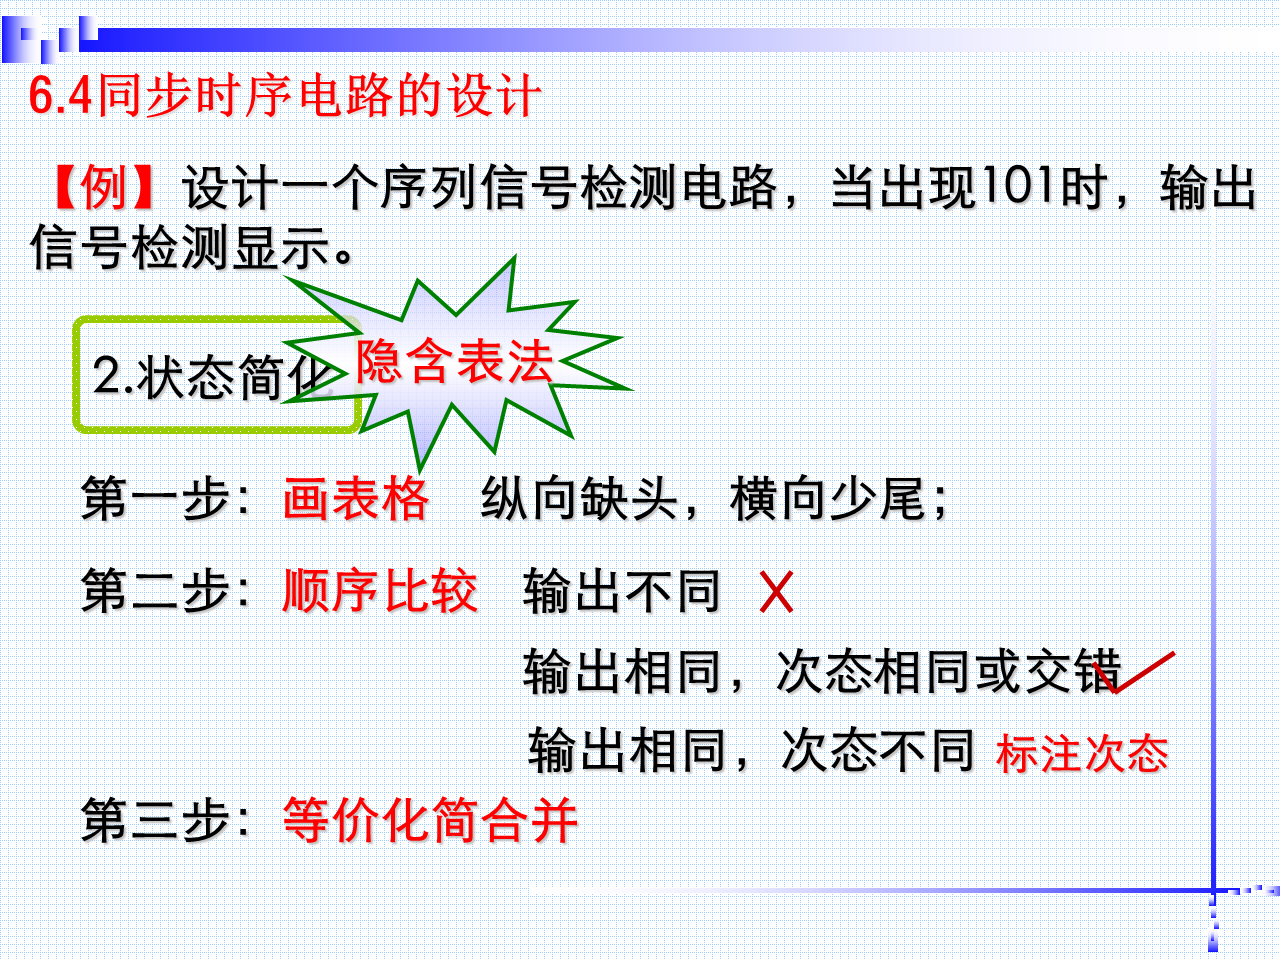 6.4同步时序电路的设计
【例】设计一个序列信号检测电路，当出现101时，输出
信号检测显示。
2.状态简化
隐含表法
第一步：画表格 纵向缺头，横向少尾；
第二步：顺序比较 输出不同 ╳
输出相同，次态相同或交错
输出相同，次态不同 标注次态
第三步：等价化简合并